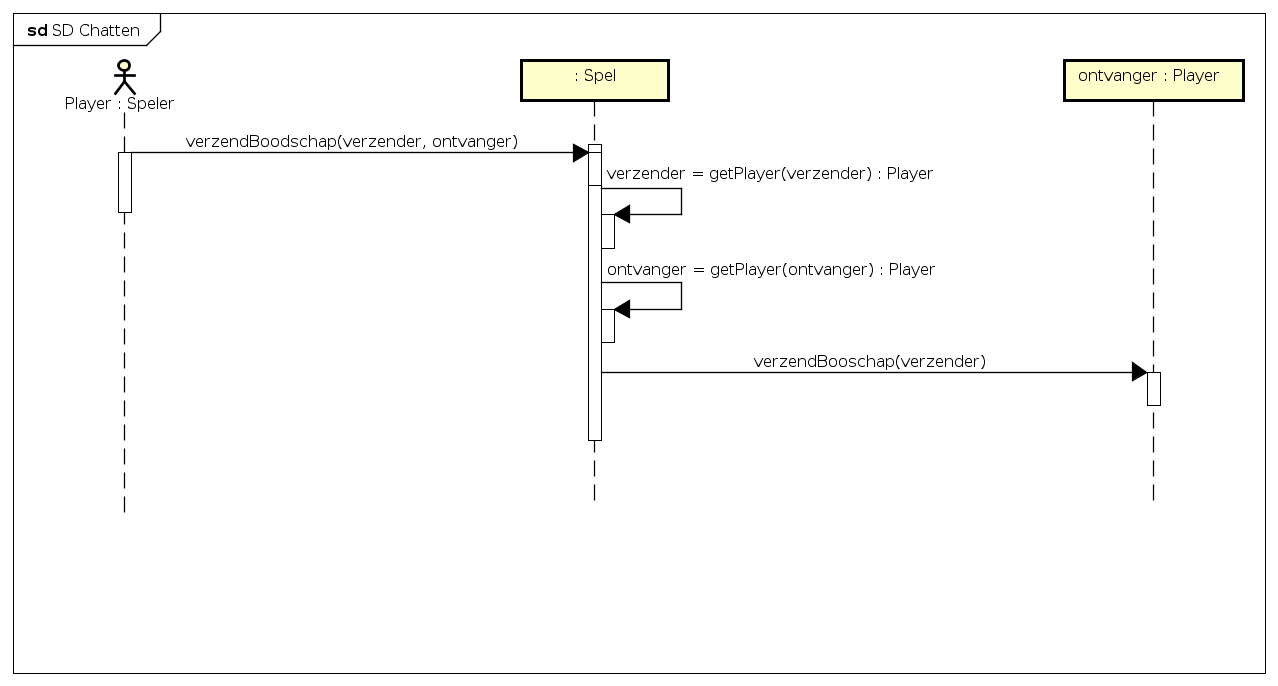 sd SD Chatten
Player : Speler
: Spel
ontvanger : Player
verzendBoodschap(verzender, ontvanger)
verzender = getPlayer(verzender) : Player
ontvanger = getPlayer(ontvanger) : Player
verzendBooschap(verzender)